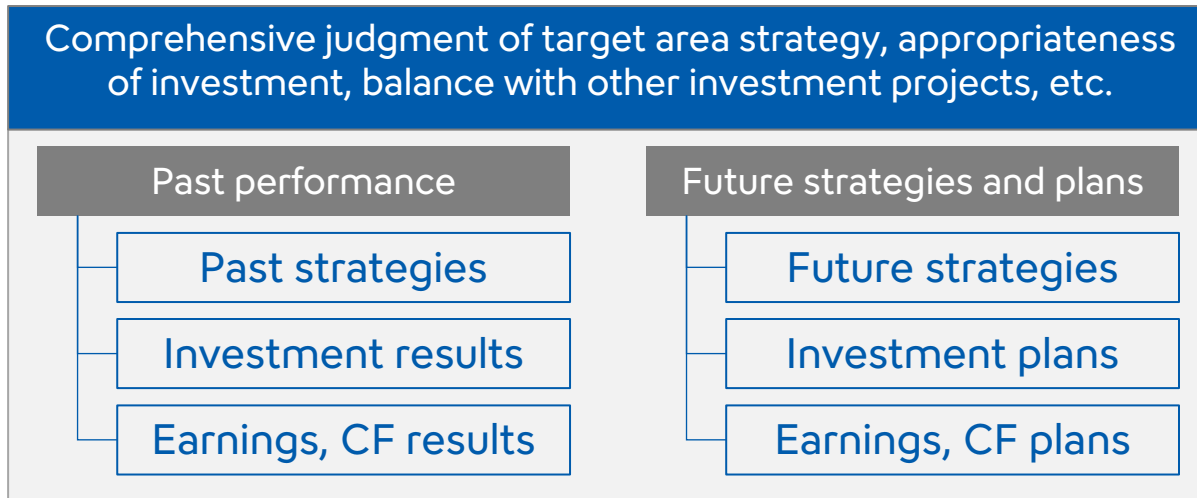 Comprehensive judgment of target area strategy, appropriateness
of investment, balance with other investment projects, etc.
Past performance
Past strategies
Investment results
Earnings, CF results
Future strategies and plans
Future strategies
Investment plans
Earnings, CF plans